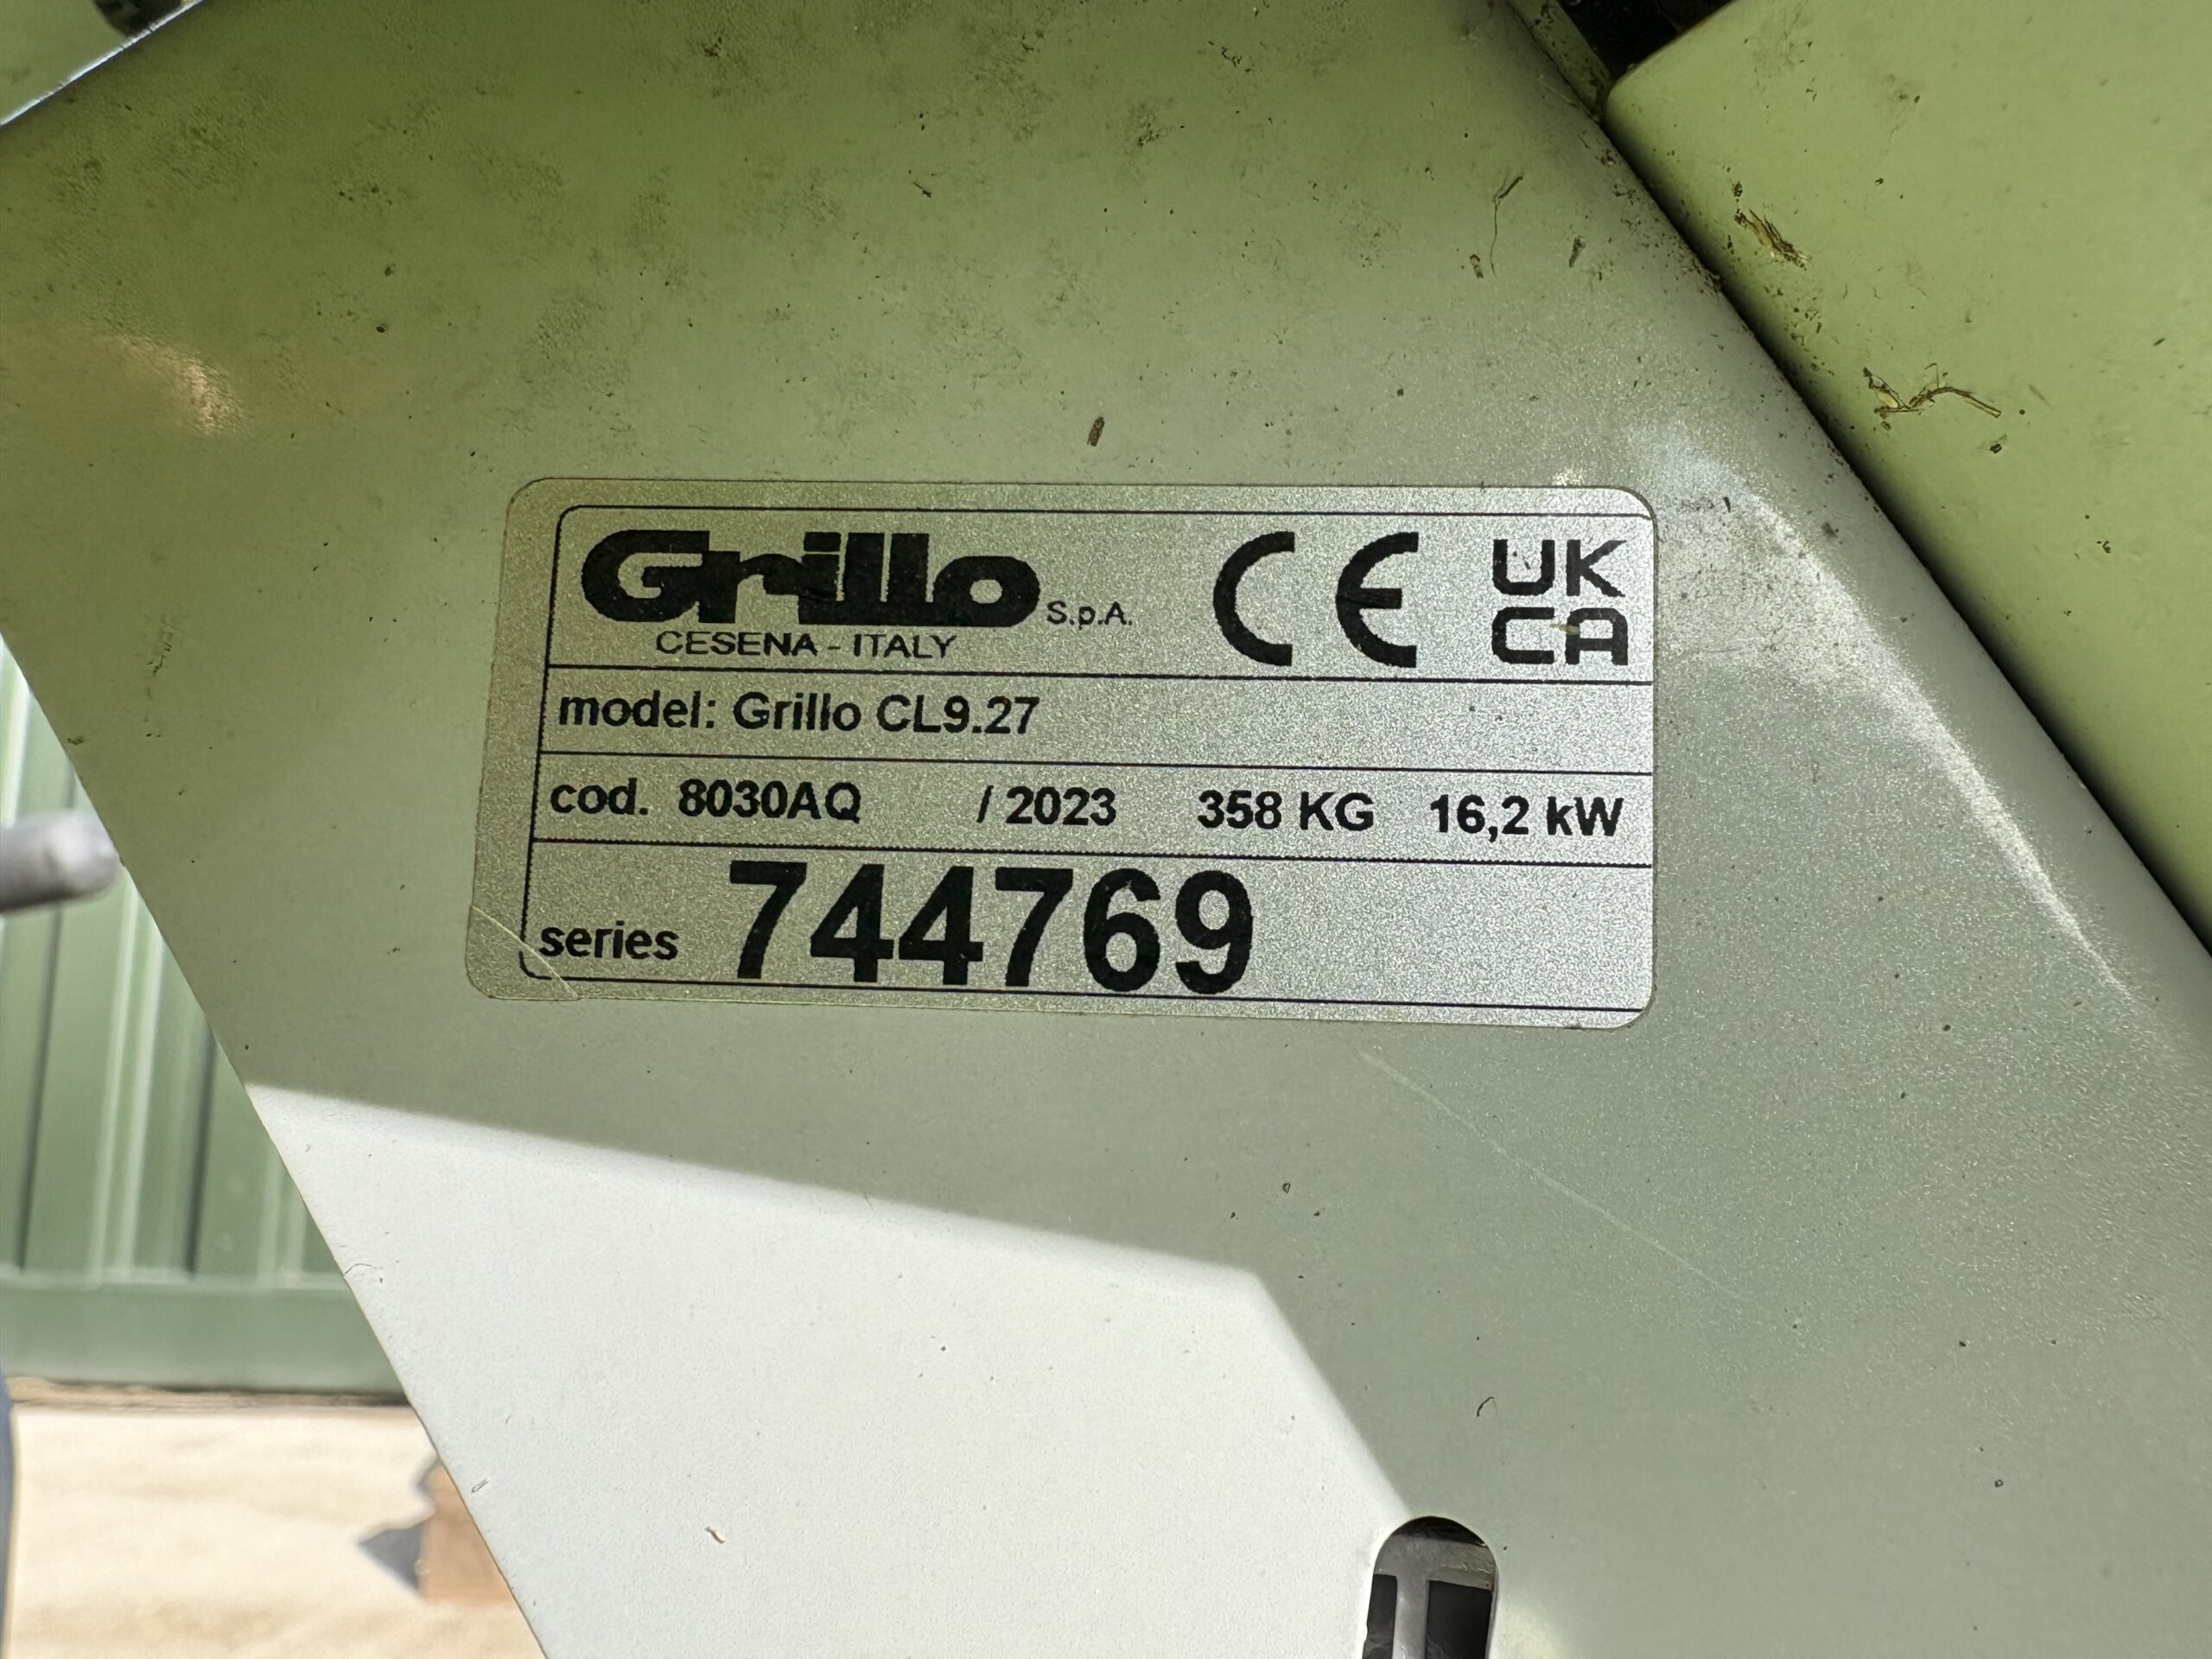 Grillo S.p.A.
CESENA - ITALY
CE
UK
CA
model: Grillo CL9.27
cod. 8030AQ / 2023 358 KG 16,2 kW
series 744769